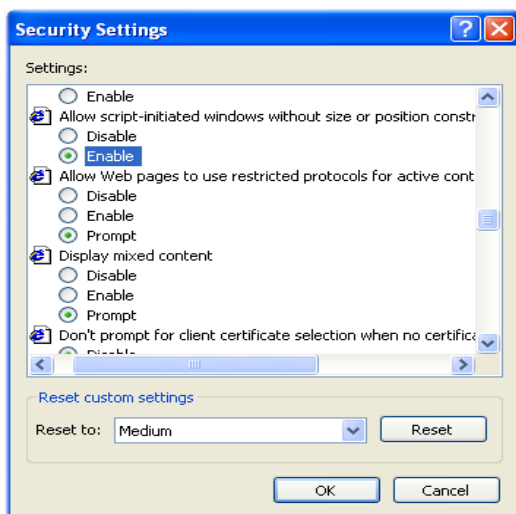 Security Settings
Settings:
Enable
Allow script-initiated windows without size or position constr
Disable
Enable
Allow Web pages to use restricted protocols for active cont
Disable
Enable
Prompt
Display mixed content
Disable
Enable
Prompt
Don't prompt for client certificate selection when no certifica
Disable
Reset custom settings
Reset to: Medium Reset
OK Cancel